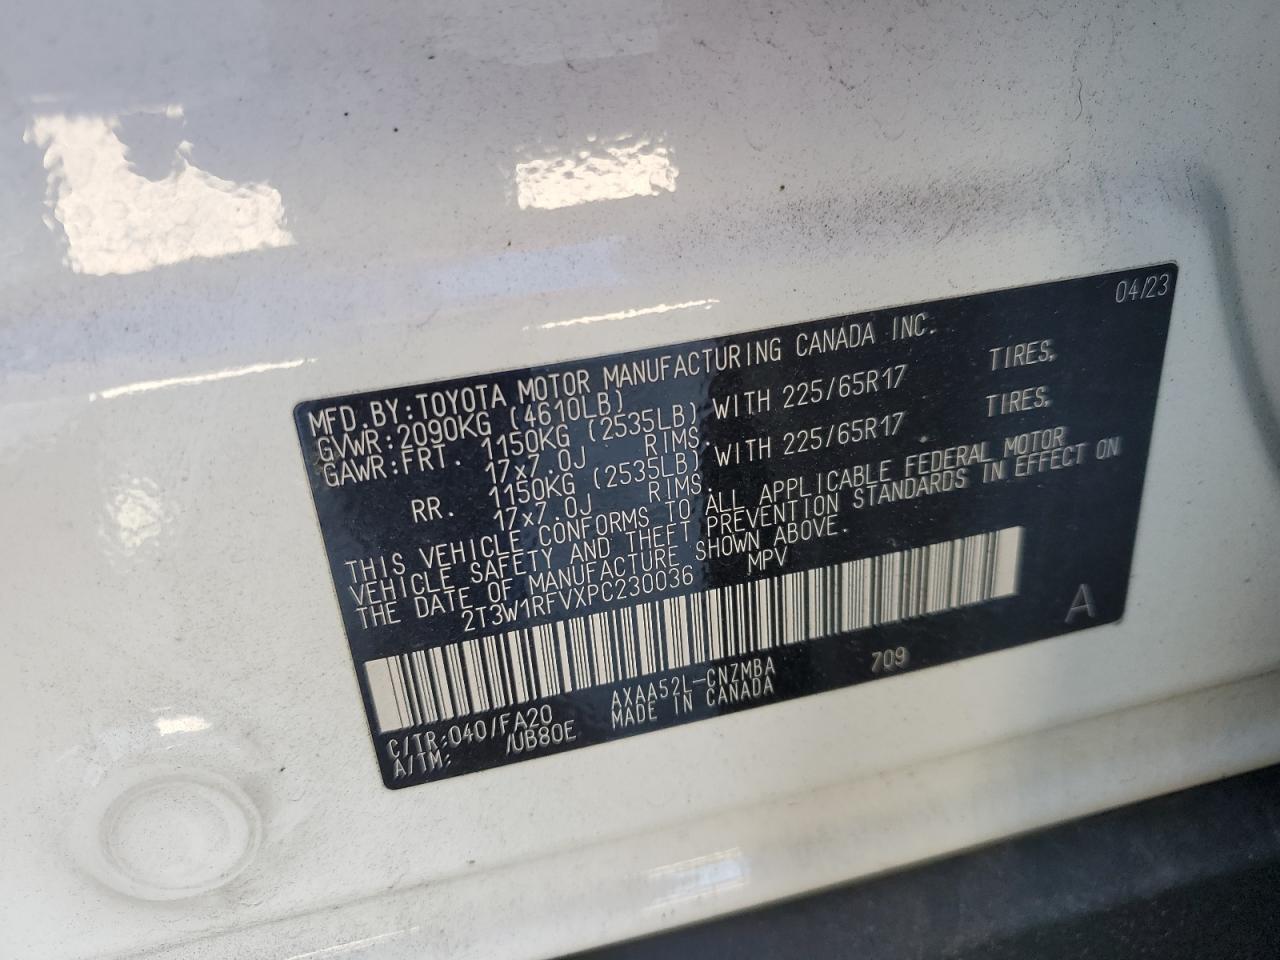 04/23
MFD.BY:TOYOTA MOTOR MANUFACTURING CANADA INC.
GVWR:2090KG (4610LB)
GAWR:FRT. 1150KG (2535LB) WITH 225/65R17 TIRES,
17x7.0J RIMS.
RR. 1150KG (2535LB) WITH 225/65R17 TIRES,
17x7.0J RIMS.
THIS VEHICLE CONFORMS TO ALL APPLICABLE FEDERAL MOTOR
VEHICLE SAFETY AND THEFT PREVENTION STANDARDS IN EFFECT ON
THE DATE OF MANUFACTURE SHOWN ABOVE.
2T3W1RFVXPC230036 MPV
A
C/TR:040/FA20 AXAA52L-CNZMBA 709
A/TM: /UB80E MADE IN CANADA